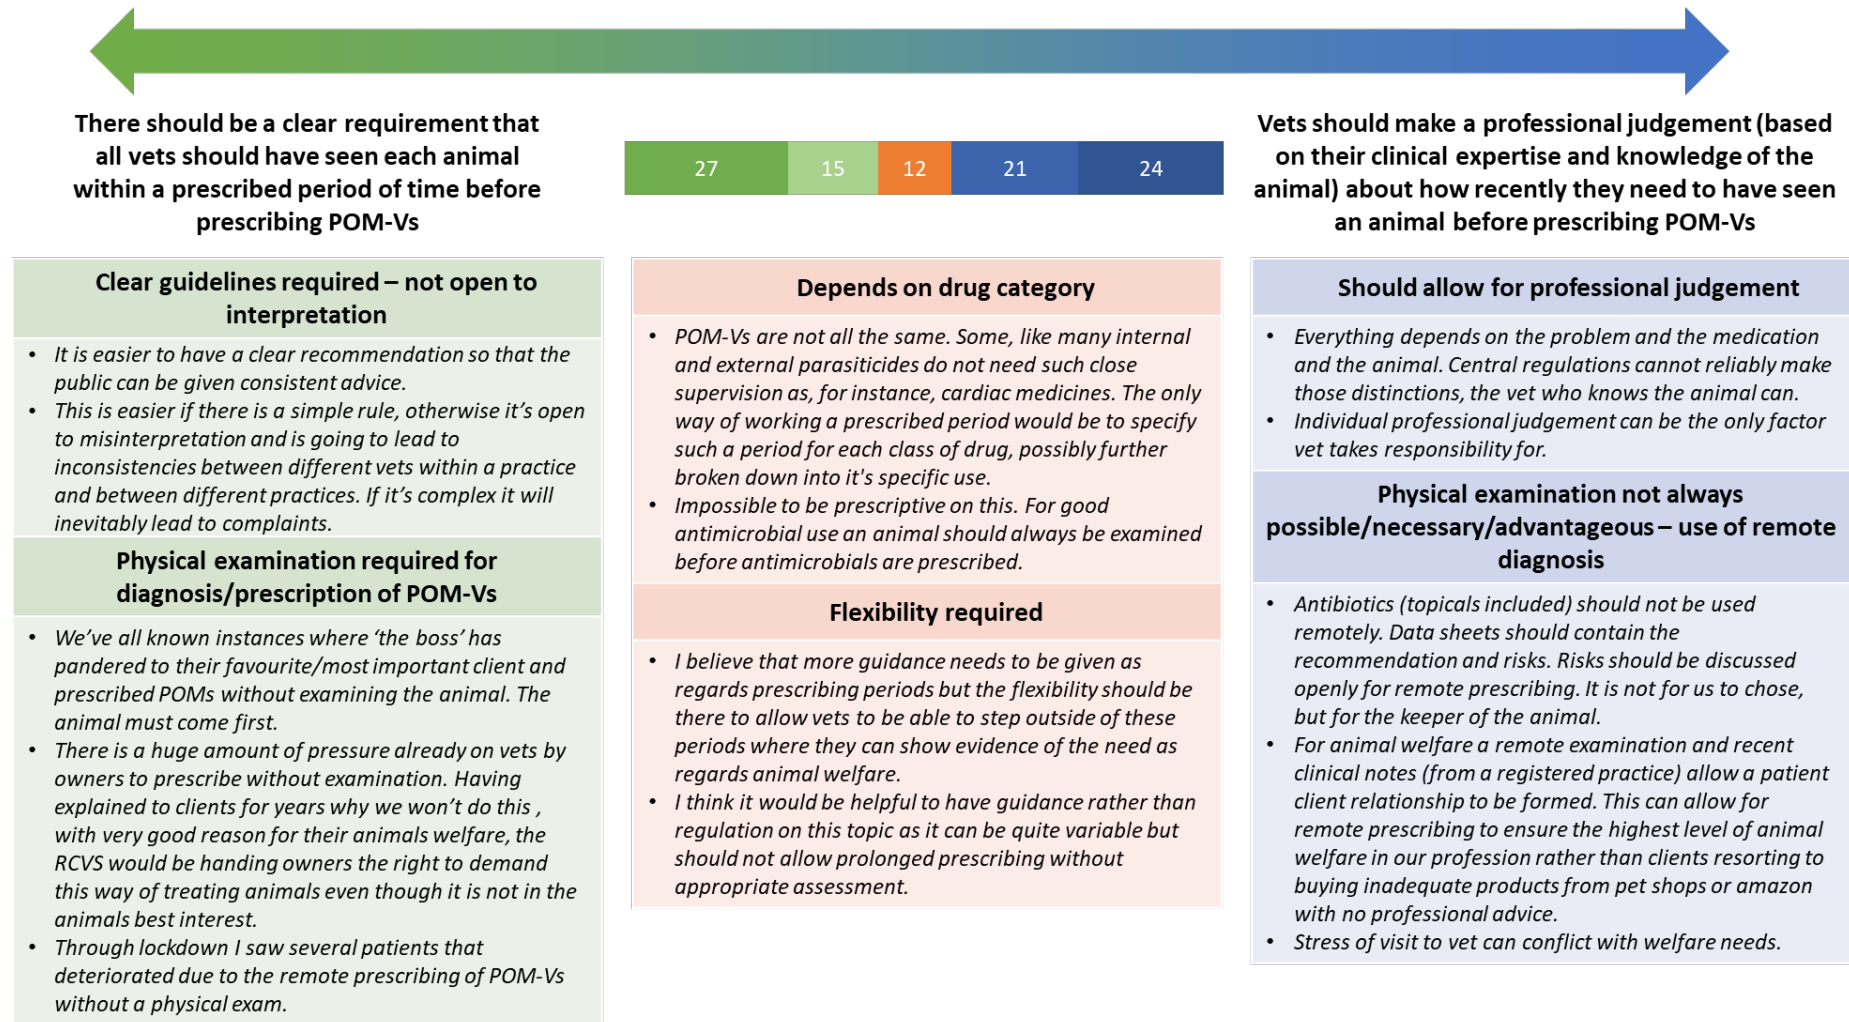 There should be a clear requirement that
all vets should have seen each animal
within a prescribed period of time before
prescribing POM-Vs
27
15
12
21
24
Vets should make a professional judgement (based
on their clinical expertise and knowledge of the
animal) about how recently they need to have seen
an animal before prescribing POM-Vs
Clear guidelines required – not open to
interpretation
• It is easier to have a clear recommendation so that the
public can be given consistent advice.
• This is easier if there is a simple rule, otherwise it’s open
to misinterpretation and is going to lead to
inconsistencies between different vets within a practice
and between different practices. If it’s complex it will
inevitably lead to complaints.
Physical examination required for
diagnosis/prescription of POM-Vs
• We’ve all known instances where ‘the boss’ has
pandered to their favourite/most important client and
prescribed POMs without examining the animal. The
animal must come first.
• There is a huge amount of pressure already on vets by
owners to prescribe without examination. Having
explained to clients for years why we won’t do this ,
with very good reason for their animals welfare, the
RCVS would be handing owners the right to demand
this way of treating animals even though it is not in the
animals best interest.
• Through lockdown I saw several patients that
deteriorated due to the remote prescribing of POM-Vs
without a physical exam.
Depends on drug category
• POM-Vs are not all the same. Some, like many internal
and external parasiticides do not need such close
supervision as, for instance, cardiac medicines. The only
way of working a prescribed period would be to specify
such a period for each class of drug, possibly further
broken down into it's specific use.
• Impossible to be prescriptive on this. For good
antimicrobial use an animal should always be examined
before antimicrobials are prescribed.
Flexibility required
• I believe that more guidance needs to be given as
regards prescribing periods but the flexibility should be
there to allow vets to be able to step outside of these
periods where they can show evidence of the need as
regards animal welfare.
• I think it would be helpful to have guidance rather than
regulation on this topic as it can be quite variable but
should not allow prolonged prescribing without
appropriate assessment.
Should allow for professional judgement
• Everything depends on the problem and the medication
and the animal. Central regulations cannot reliably make
those distinctions, the vet who knows the animal can.
• Individual professional judgement can be the only factor
vet takes responsibility for.
Physical examination not always
possible/necessary/advantageous – use of remote
diagnosis
• Antibiotics (topicals included) should not be used
remotely. Data sheets should contain the
recommendation and risks. Risks should be discussed
openly for remote prescribing. It is not for us to chose,
but for the keeper of the animal.
• For animal welfare a remote examination and recent
clinical notes (from a registered practice) allow a patient
client relationship to be formed. This can allow for
remote prescribing to ensure the highest level of animal
welfare in our profession rather than clients resorting to
buying inadequate products from pet shops or amazon
with no professional advice.
• Stress of visit to vet can conflict with welfare needs.